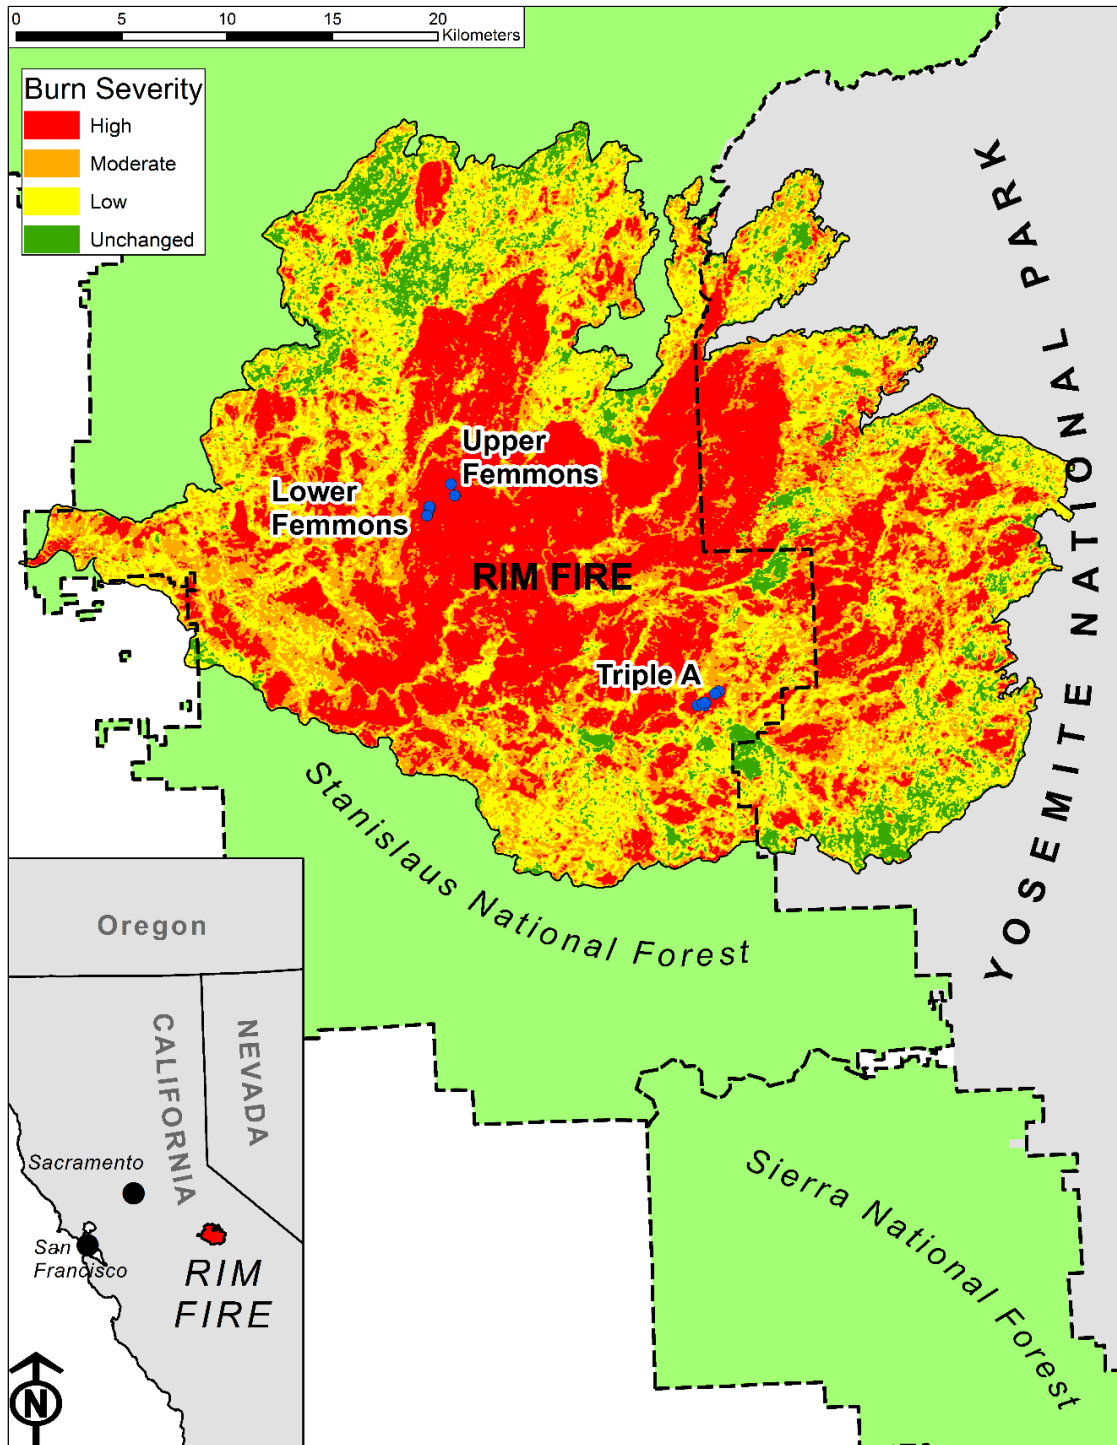 0 5 10 15 20
Kilometers
Burn Severity
High
Moderate
Low
Unchanged
YOSEMITE NATIONAL PARK
Upper
Femmons
Lower
Femmons
RIM FIRE
Triple A
Stanislaus National Forest
Sierra National Forest
Oregon
CALIFORNIA
NEVADA
Sacramento
San
Francisco
RIM
FIRE
N